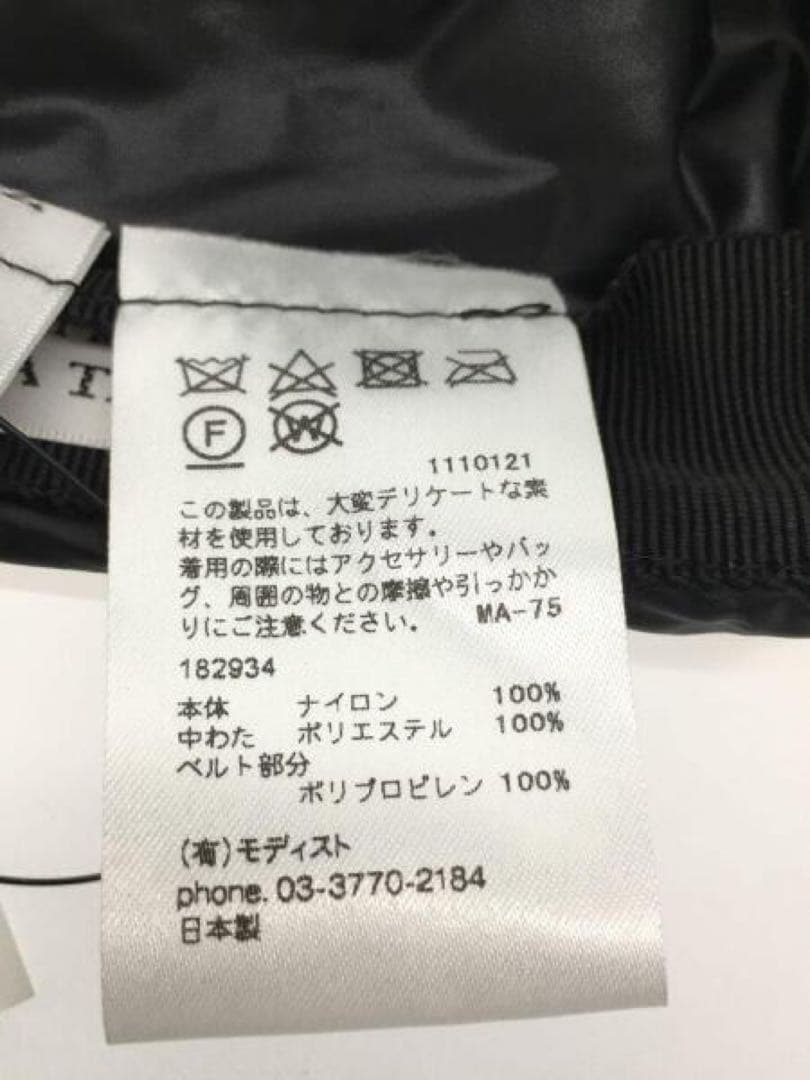 A T
F
W
1110121
この製品は、大変デリケートな素
材を使用しております。
着用の際にはアクセサリーやバッ
グ、周囲の物との摩擦や引っかか
りにご注意ください。 MA-75
182934
本体 ナイロン 100%
中わた ポリエステル 100%
ベルト部分
ポリプロピレン 100%
(有)モディスト
phone. 03-3770-2184
日本製